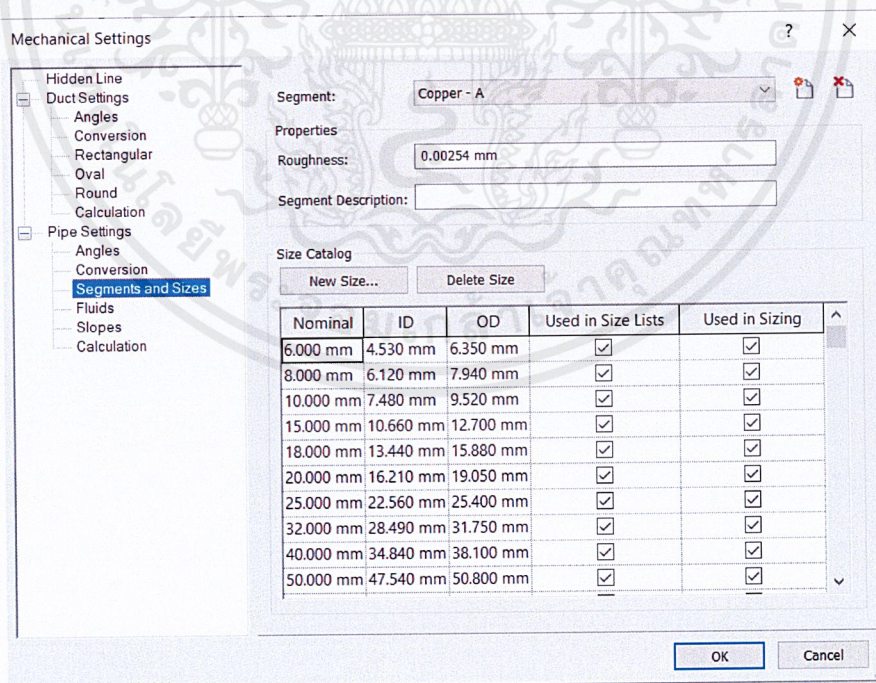 Mechanical Settings
? ×
Hidden Line
Duct Settings
Angles
Conversion
Rectangular
Oval
Round
Calculation
Pipe Settings
Angles
Conversion
Segments and Sizes
Fluids
Slopes
Calculation
Segment: Copper - A
Properties
Roughness: 0.00254 mm
Segment Description:
Size Catalog
New Size... Delete Size
Nominal ID OD Used in Size Lists Used in Sizing
6.000 mm 4.530 mm 6.350 mm
8.000 mm 6.120 mm 7.940 mm
10.000 mm 7.480 mm 9.520 mm
15.000 mm 10.660 mm 12.700 mm
18.000 mm 13.440 mm 15.880 mm
20.000 mm 16.210 mm 19.050 mm
25.000 mm 22.560 mm 25.400 mm
32.000 mm 28.490 mm 31.750 mm
40.000 mm 34.840 mm 38.100 mm
50.000 mm 47.540 mm 50.800 mm
OK Cancel